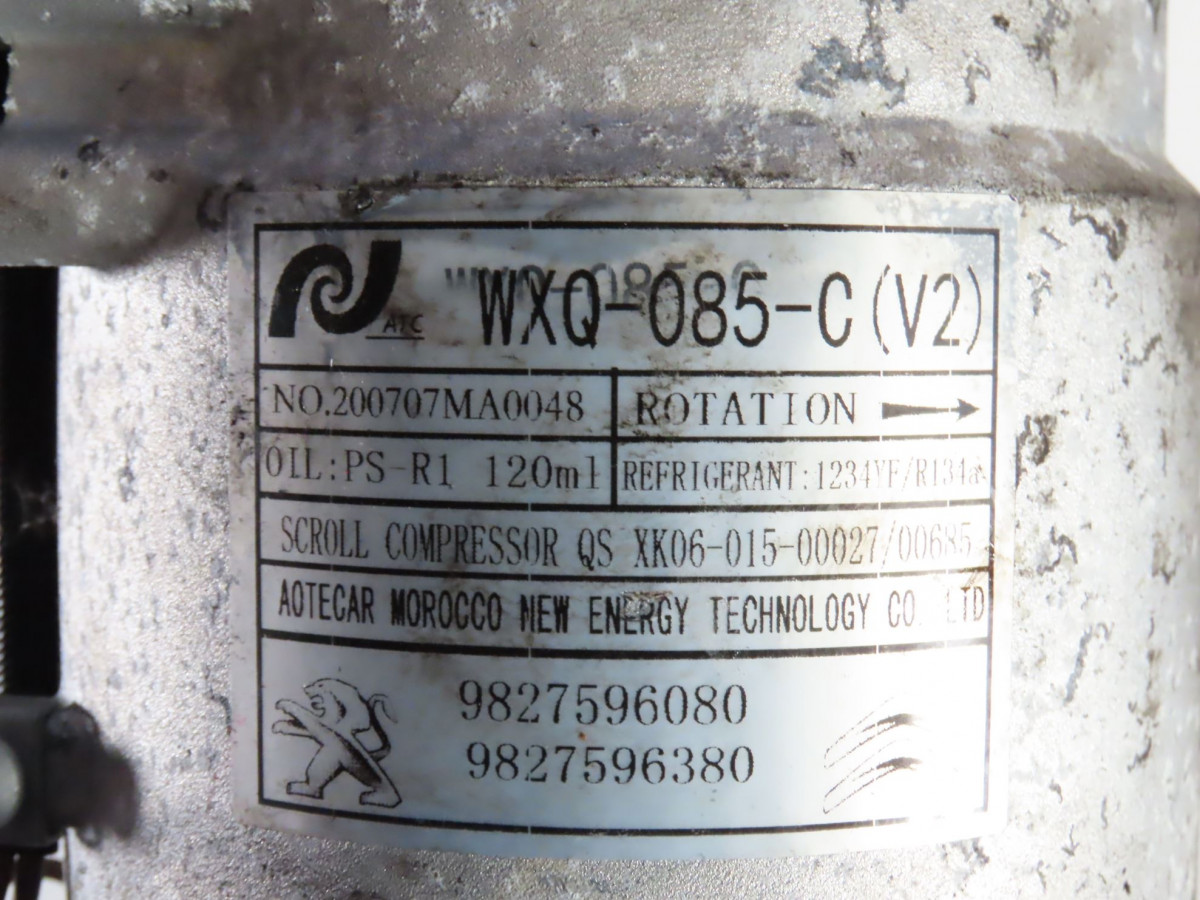 ATC
WXQ-085-C(V2)
NO.200707MA0048
ROTATION
OIL:PS-R1 120ml
REFRIGERANT:1234YF/R134a
SCROLL COMPRESSOR QS XK06-015-00027/00685
AOTECAR MOROCCO NEW ENERGY TECHNOLOGY CO. LTD
9827596080
9827596380